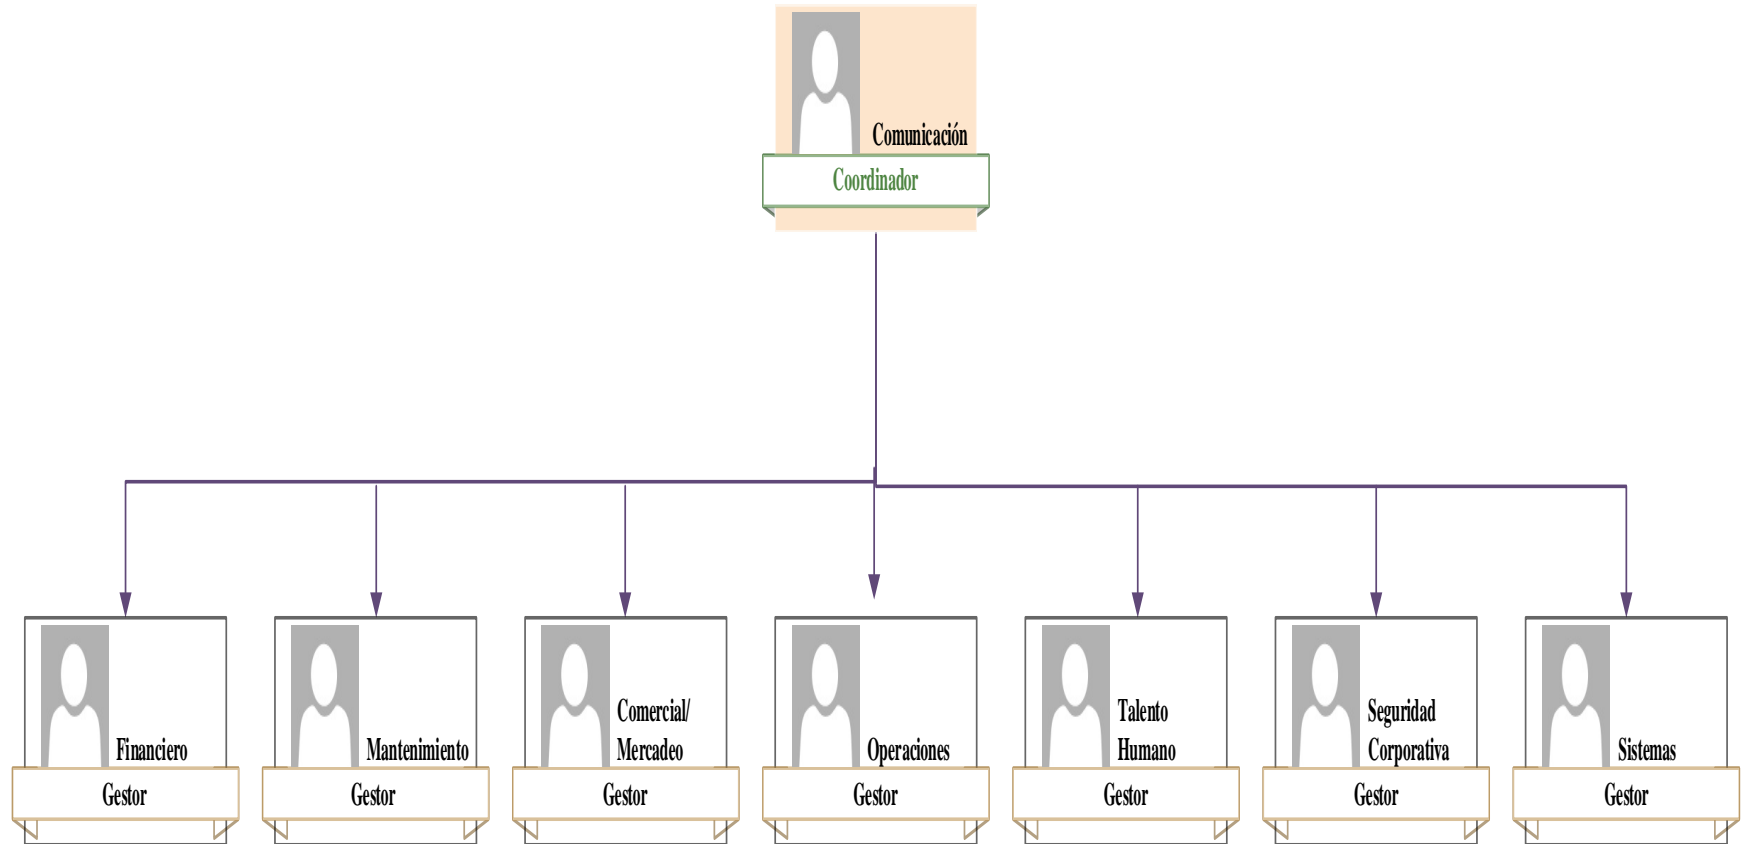 Comunicación
Coordinador
Financiero
Gestor
Mantenimiento
Gestor
Comercial/
Mercadeo
Gestor
Operaciones
Gestor
Talento
Humano
Gestor
Seguridad
Corporativa
Gestor
Sistemas
Gestor